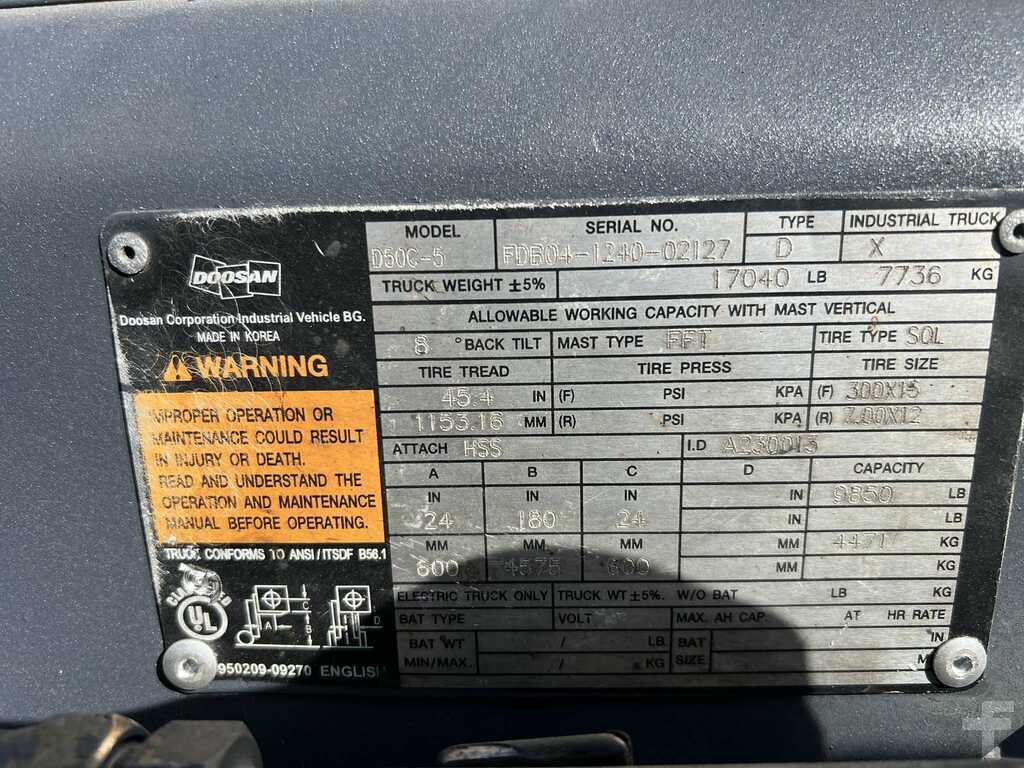 DOOSAN
Doosan Corporation Industrial Vehicle BG.
MADE IN KOREA
WARNING
IMPROPER OPERATION OR
MAINTENANCE COULD RESULT
IN INJURY OR DEATH.
READ AND UNDERSTAND THE
OPERATION AND MAINTENANCE
MANUAL BEFORE OPERATING.
TRUCK CONFORMS TO ANSI/ITSDF B56.1
CLASSIFIED
UL
A B C D
950209-09270 ENGLISH
MODEL SERIAL NO. TYPE INDUSTRIAL TRUCK
D50C-5 FDB04-1240-02127 D X
TRUCK WEIGHT ±5% 17040 LB 7736 KG
ALLOWABLE WORKING CAPACITY WITH MAST VERTICAL
8 °BACK TILT MAST TYPE FFT TIRE TYPE SOL
TIRE TREAD TIRE PRESS TIRE SIZE
45.4 IN (F) PSI KPA (F) 300X15
1153.16 MM (R) PSI KPA (R) 700X12
ATTACH HSS I.D A230013
A B C D CAPACITY
IN IN IN IN 9850 LB
24 180 24 IN LB
MM MM MM MM KG
600 4575 600 MM KG
ELECTRIC TRUCK ONLY TRUCK WT ±5%. W/O BAT LB KG
BAT TYPE VOLT MAX. AH CAP. AT HR RATE
BAT WT / LB BAT IN
MIN/MAX. / KG SIZE